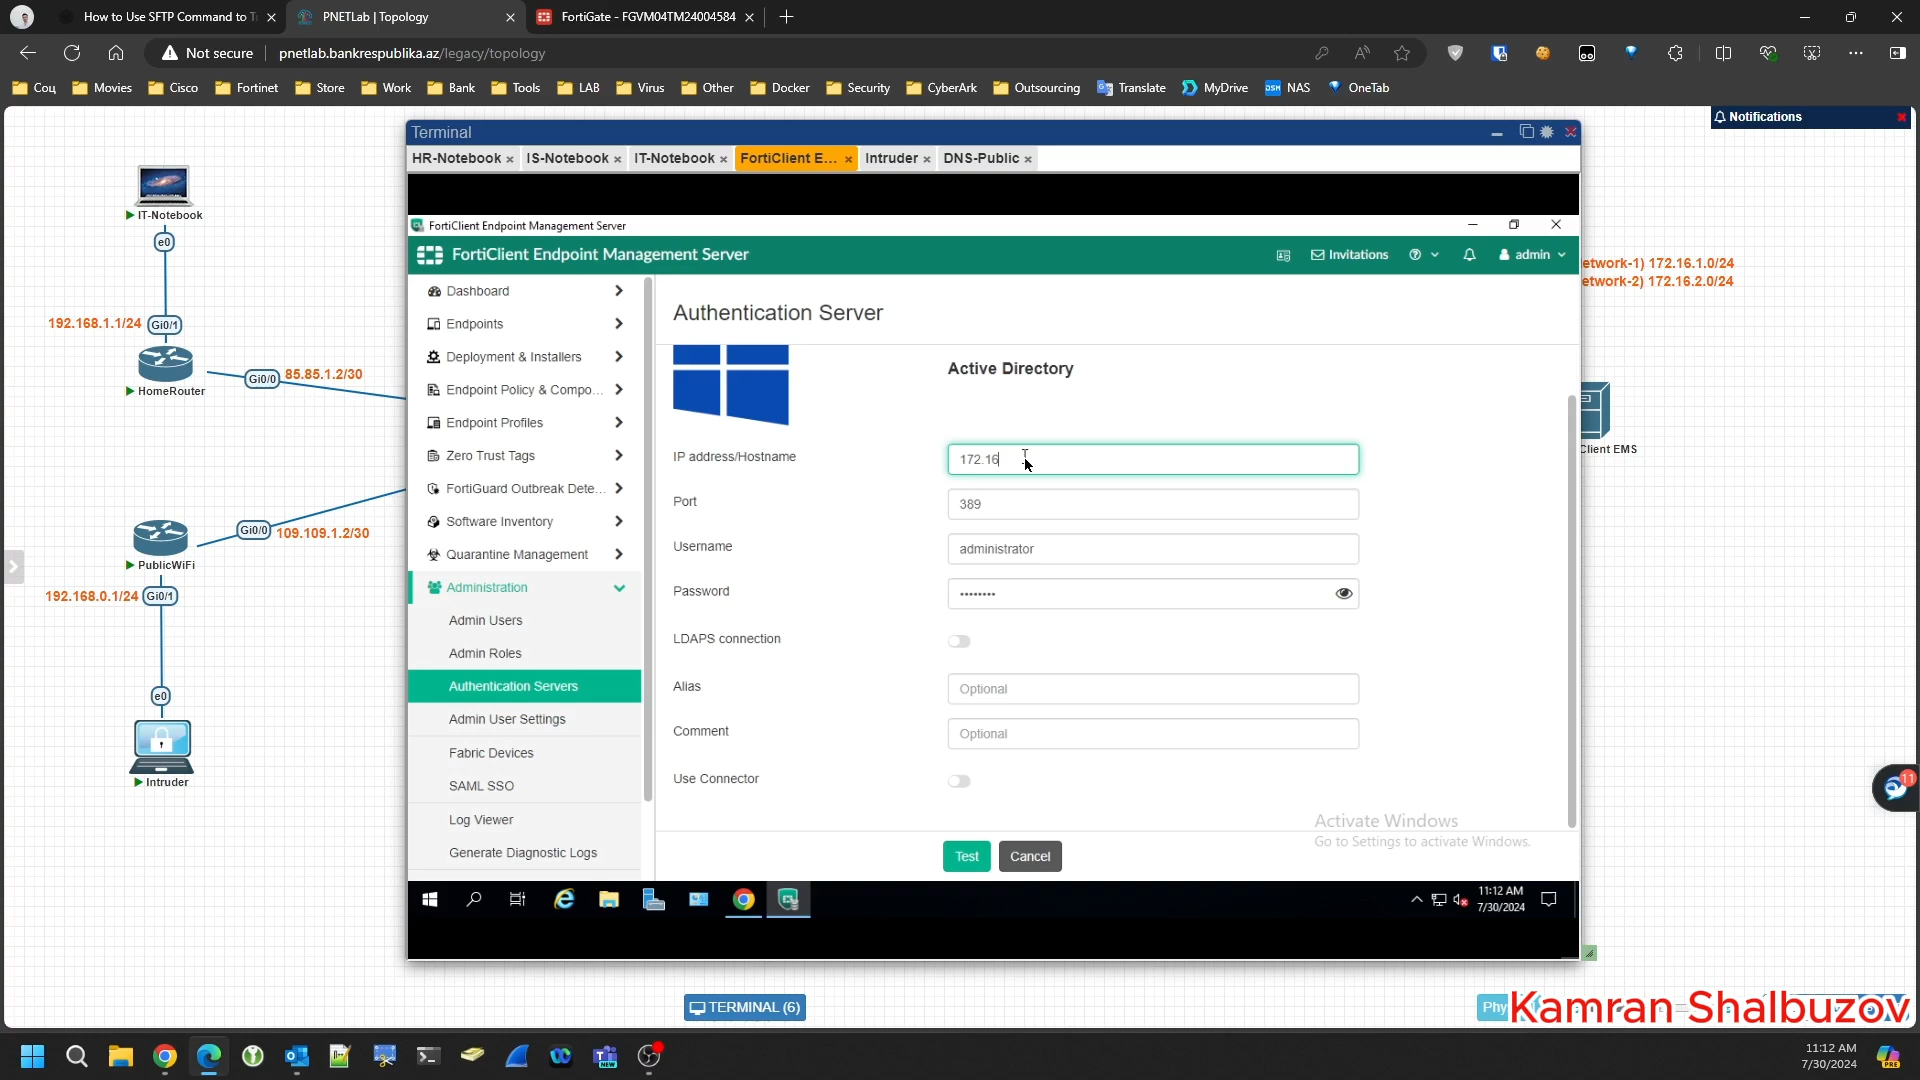 How to Use SFTP Command to T
PNETLab | Topology
FortiGate - FGVM04TM24004584
Not secure
pnetlab.bankrespublika.az/legacy/topology
Соц
Movies
Cisco
Fortinet
Store
Work
Bank
Tools
LAB
Virus
Other
Docker
Security
CyberArk
Outsourcing
Translate
MyDrive
NAS
OneTab
Notifications
Terminal
HR-Notebook
IS-Notebook
IT-Notebook
FortiClient E...
Intruder
DNS-Public
FortiClient Endpoint Management Server
FortiClient Endpoint Management Server
Invitations
admin
Dashboard
Endpoints
Deployment & Installers
Endpoint Policy & Compo...
Endpoint Profiles
Zero Trust Tags
FortiGuard Outbreak Dete...
Software Inventory
Quarantine Management
Administration
Admin Users
Admin Roles
Authentication Servers
Admin User Settings
Fabric Devices
SAML SSO
Log Viewer
Generate Diagnostic Logs
Authentication Server
Active Directory
IP address/Hostname
172.16
Port
389
Username
administrator
Password
••••••••
LDAPS connection
Alias
Optional
Comment
Optional
Use Connector
Test
Cancel
Activate Windows
Go to Settings to activate Windows.
11:12 AM
7/30/2024
IT-Notebook
e0
192.168.1.1/24
Gi0/1
HomeRouter
Gi0/0
85.85.1.2/30
PublicWiFi
Gi0/0
109.109.1.2/30
192.168.0.1/24
Gi0/1
e0
Intruder
etwork-1) 172.16.1.0/24
etwork-2) 172.16.2.0/24
Client EMS
11
TERMINAL (6)
Phy
Kamran Shalbuzov
11:12 AM
7/30/2024